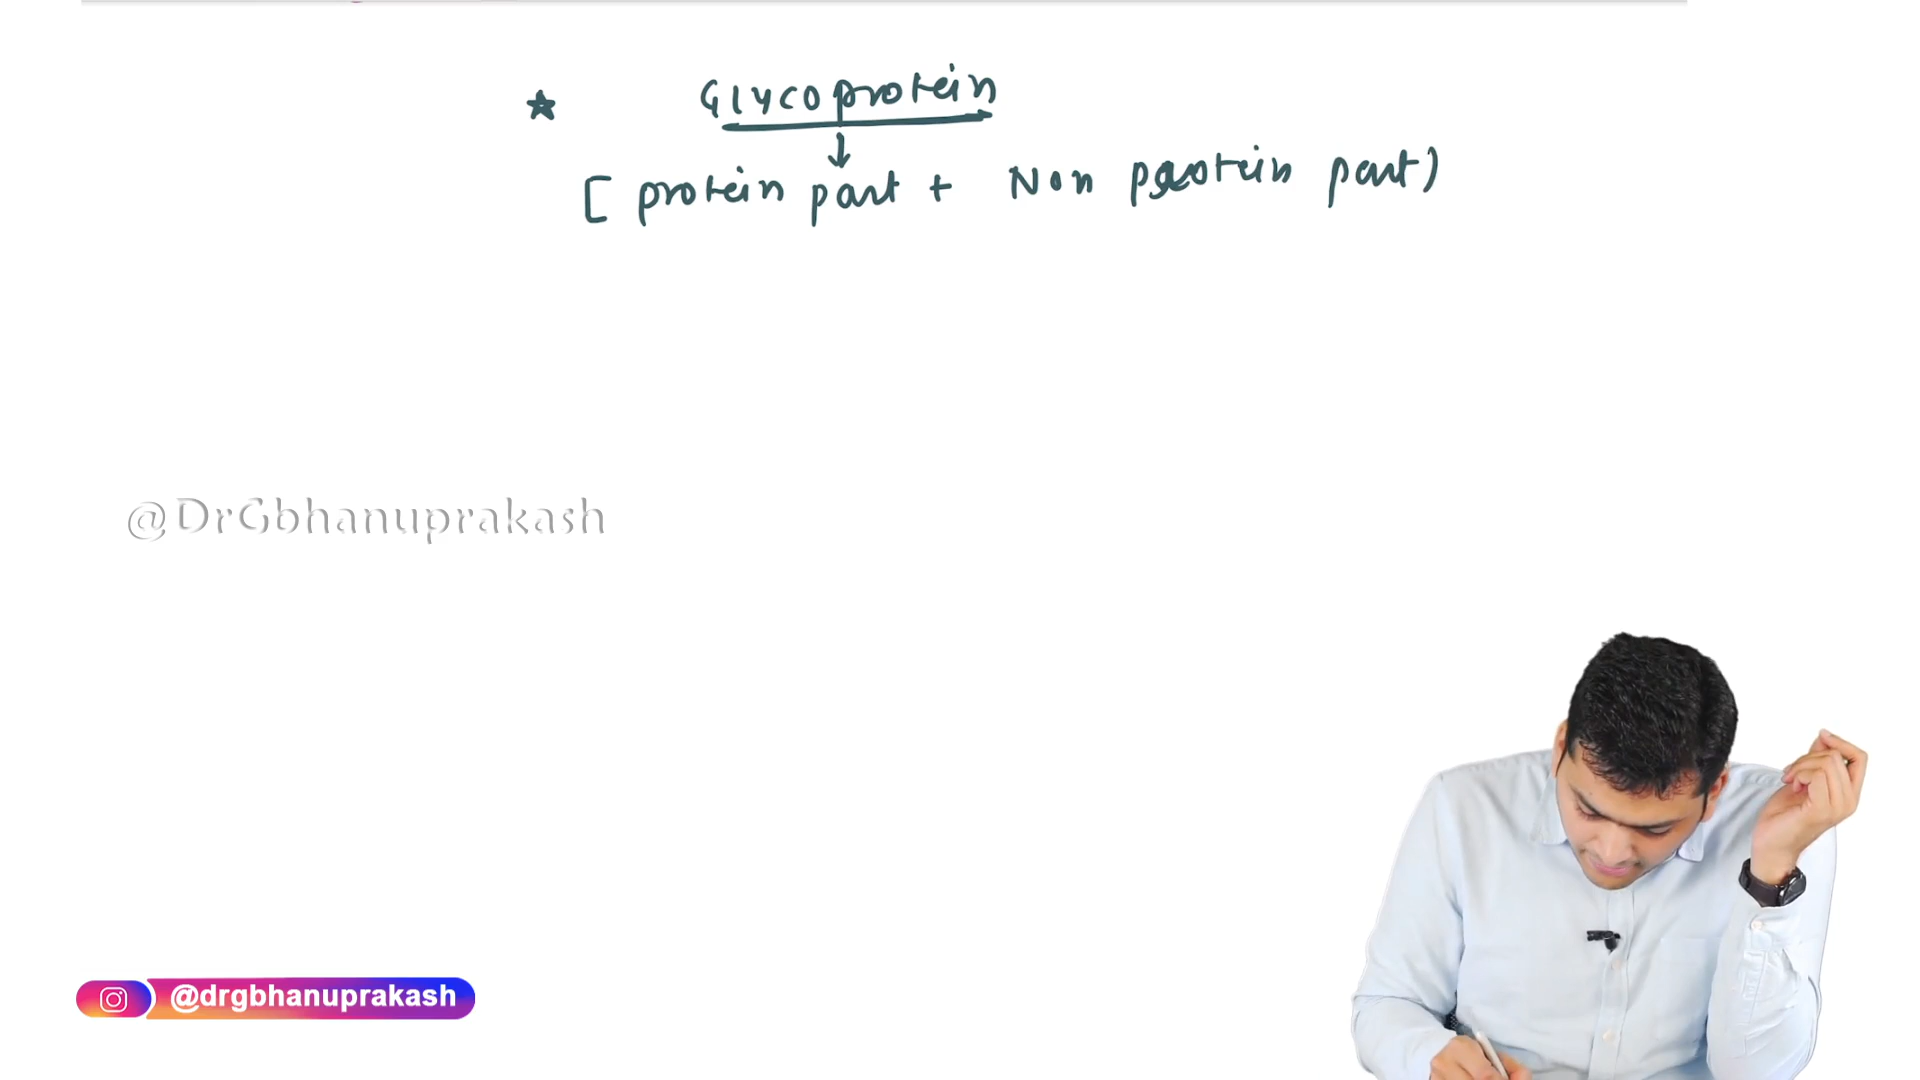 Glycoprotein
[ protein part + Non protein part)
@DrGbhanuprakash
@drgbhanuprakash